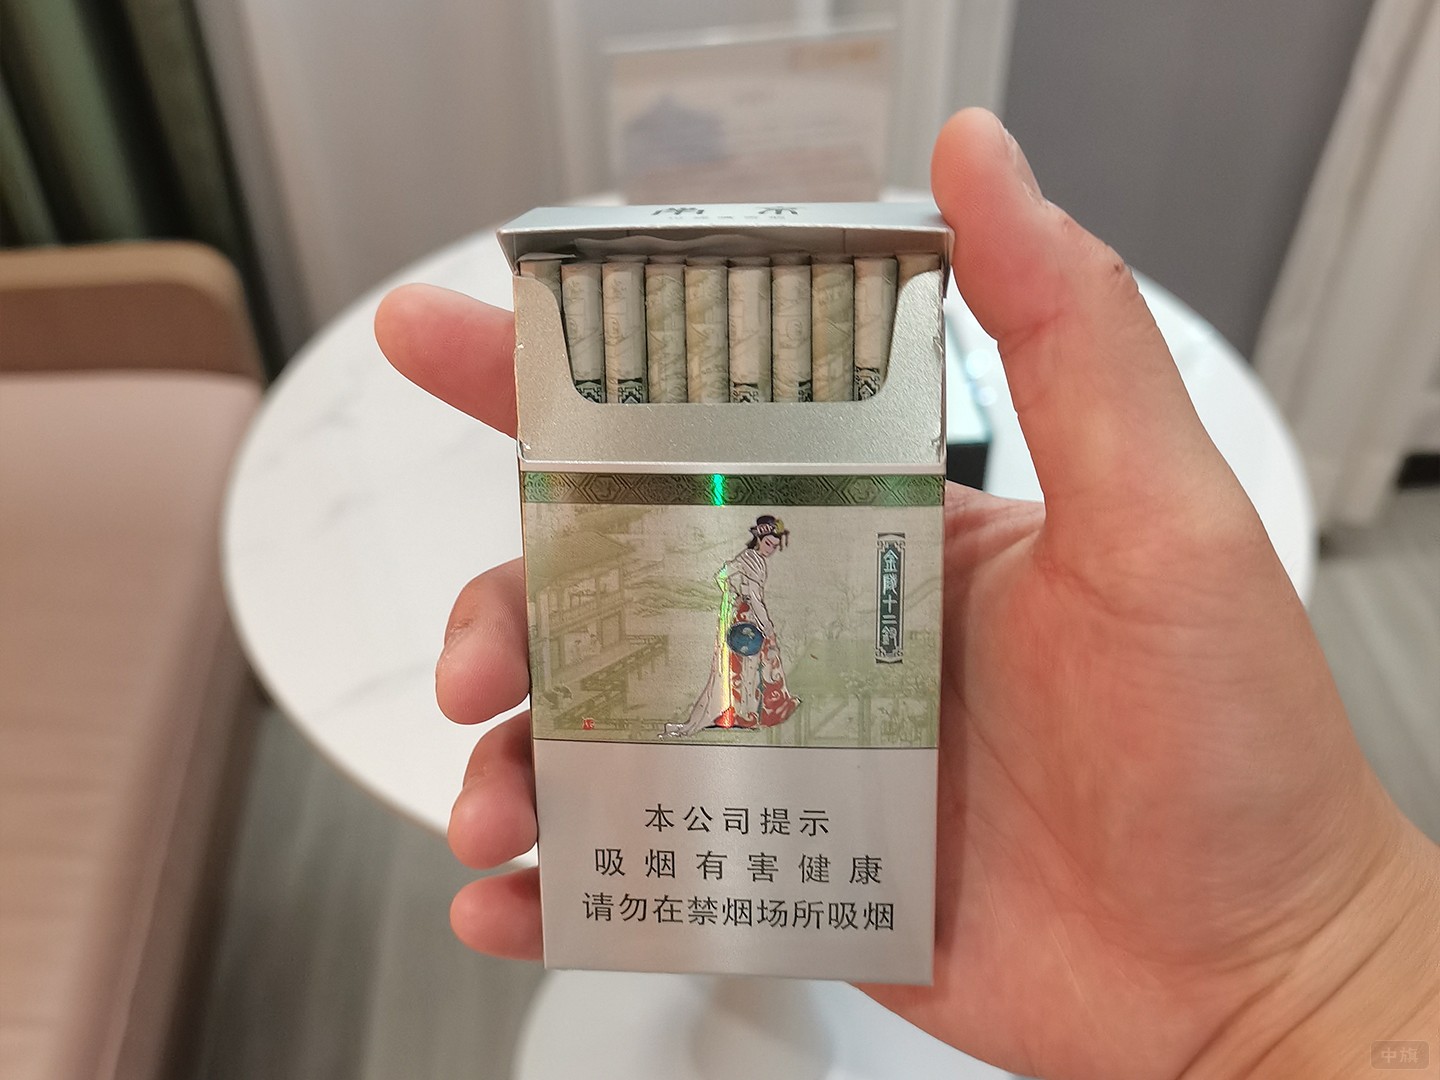 南京
金陵十二钗
本公司提示
吸烟有害健康
请勿在禁烟场所吸烟
中旗